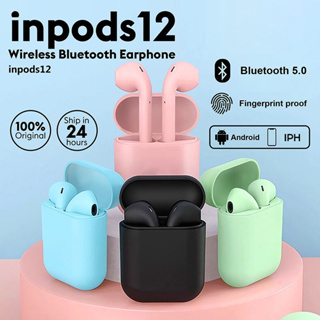 inpods12
Wireless Bluetooth Earphone
inpods12
Bluetooth 5.0
Fingerprint proof
100%
Original
Ship in
24
hours
Android
IPH